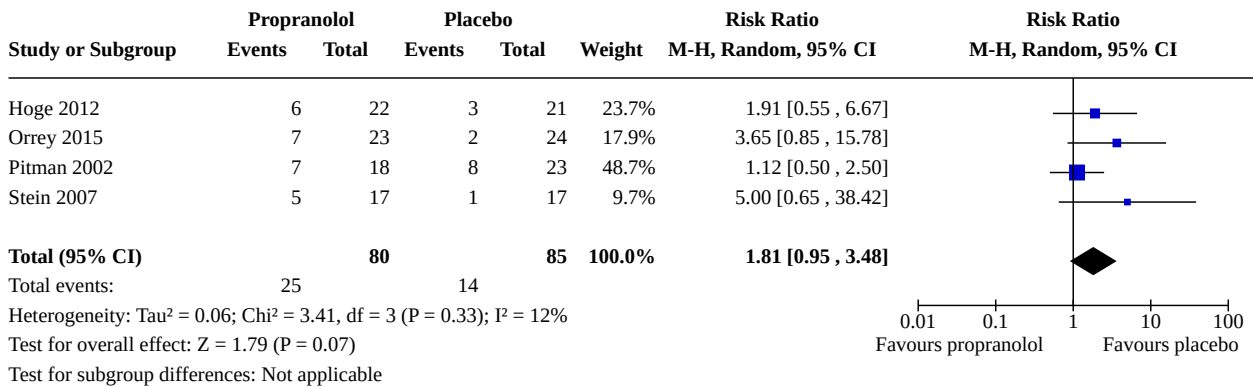 Propranolol Placebo Risk Ratio Risk Ratio
Study or Subgroup Events Total Events Total Weight M-H, Random, 95% CI M-H, Random, 95% CI
Hoge 2012 6 22 3 21 23.7% 1.91 [0.55 , 6.67]
Orrey 2015 7 23 2 24 17.9% 3.65 [0.85 , 15.78]
Pitman 2002 7 18 8 23 48.7% 1.12 [0.50 , 2.50]
Stein 2007 5 17 1 17 9.7% 5.00 [0.65 , 38.42]
Total (95% CI) 80 85 100.0% 1.81 [0.95 , 3.48]
Total events: 25 14
Heterogeneity: Tau² = 0.06; Chi² = 3.41, df = 3 (P = 0.33); I² = 12%
0.01 0.1 1 10 100
Test for overall effect: Z = 1.79 (P = 0.07)
Favours propranolol Favours placebo
Test for subgroup differences: Not applicable